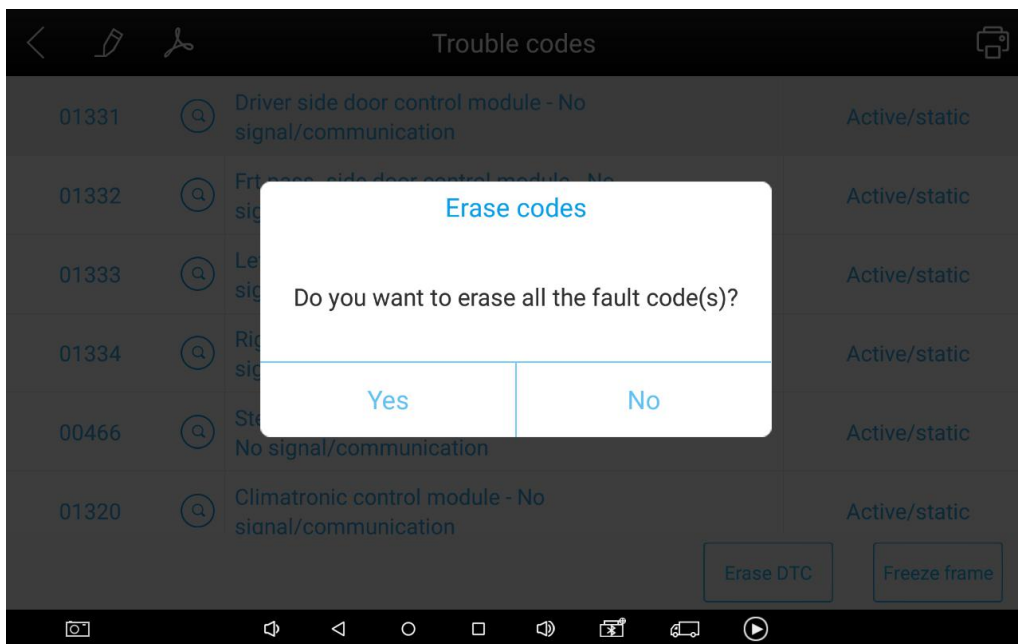 Trouble codes
01331
Driver side door control module - No
signal/communication
Active/static
01332
Frt pass. side door control module - No
Active/static
01333
Active/static
01334
Active/static
00466
No signal/communication
Active/static
01320
Climatronic control module - No
signal/communication
Active/static
Erase codes
Do you want to erase all the fault code(s)?
Yes
No
Erase DTC
Freeze frame